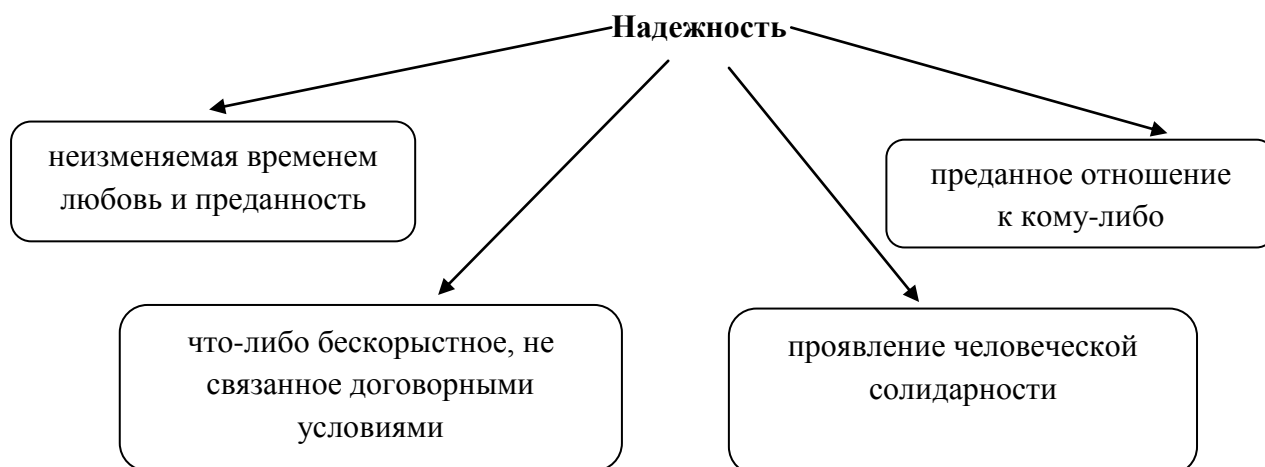 Надежность
неизменяемая временем
любовь и преданность
преданное отношение
к кому-либо
что-либо бескорыстное, не
связанное договорными
условиями
проявление человеческой
солидарности